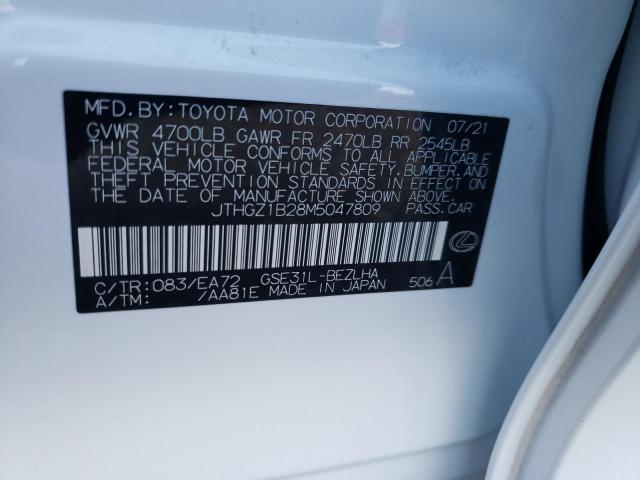 MFD. BY: TOYOTA MOTOR CORPORATION 07/21
GVWR 4700LB GAWR FR 2470LB RR 2545LB
THIS VEHICLE CONFORMS TO ALL APPLICABLE
FEDERAL MOTOR VEHICLE SAFETY, BUMPER, AND
THEFT PREVENTION STANDARDS IN EFFECT ON
THE DATE OF MANUFACTURE SHOWN ABOVE.
JTHGZ1B28M5047809 PASS.CAR
C/TR: 083/EA72 GSE31L-BEZLHA
A/TM: /AA81E MADE IN JAPAN 506 A